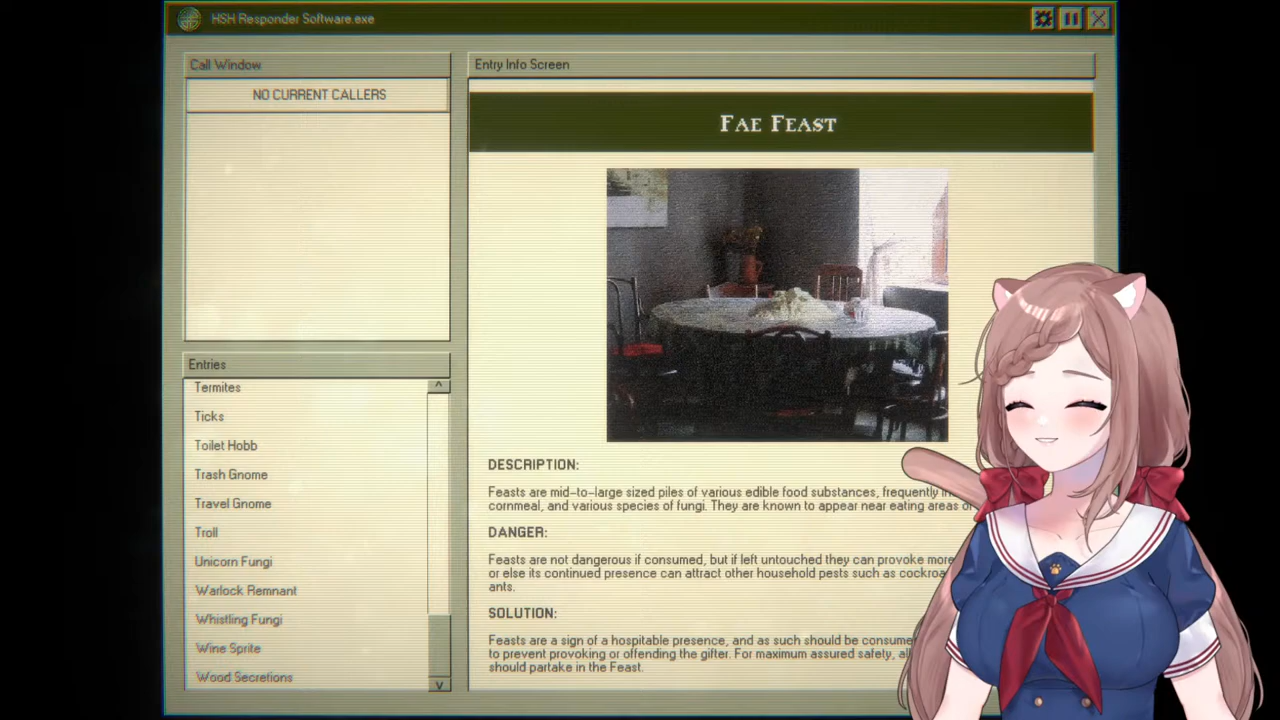 HSH Responder Software.exe
Call Window
NO CURRENT CALLERS
Entries
Termites
Ticks
Toilet Hobb
Trash Gnome
Travel Gnome
Troll
Unicorn Fungi
Warlock Remnant
Whistling Fungi
Wine Sprite
Wood Secretions
Entry Info Screen
FAE FEAST
DESCRIPTION:
Feasts are mid-to-large sized piles of various edible food substances, frequently
cornmeal, and various species of fungi. They are known to appear near eating areas
DANGER:
Feasts are not dangerous if consumed, but if left untouched they can provoke more
or else its continued presence can attract other household pests such as
ants.
SOLUTION:
Feasts are a sign of a hospitable presence, and as such should be
to prevent provoking or offending the gifter. For maximum assured safety,
should partake in the Feast.